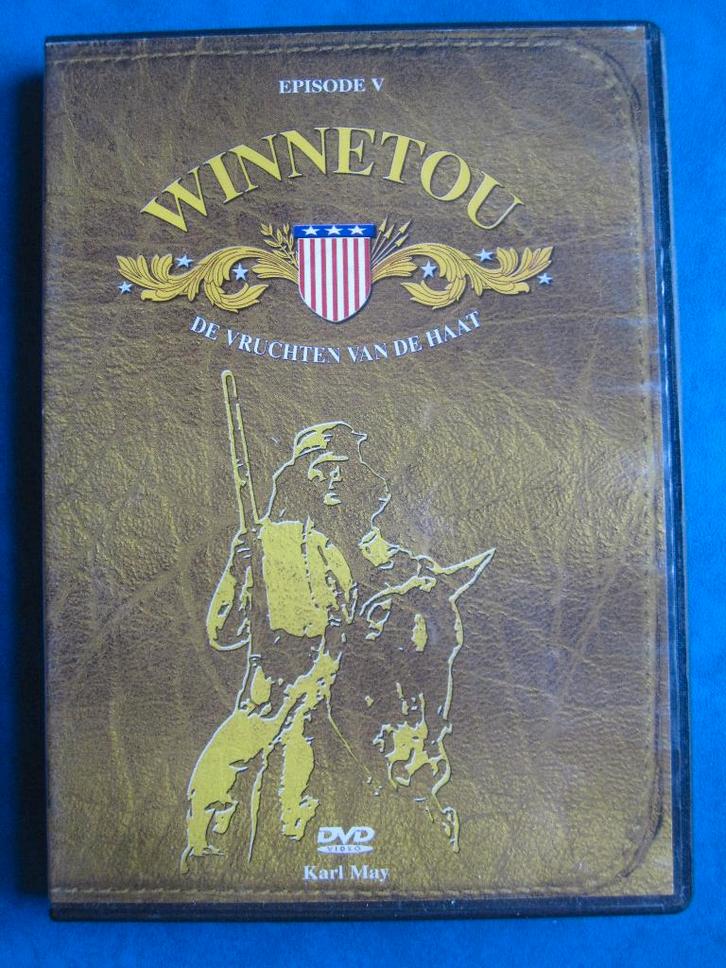 EPISODE V
WINNETOU
DE VRUCHTEN VAN DE HAAT
DVD
VIDEO
Karl May